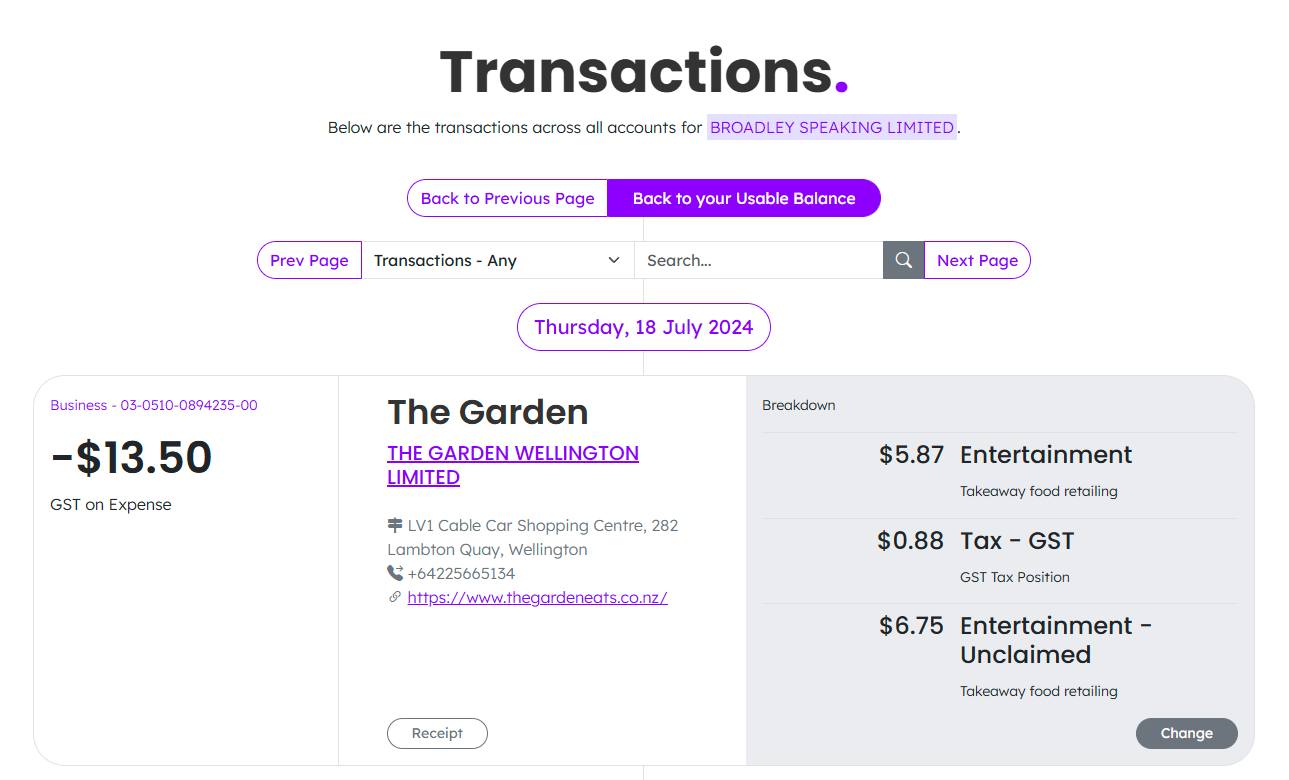 Transactions.
Below are the transactions across all accounts for BROADLEY SPEAKING LIMITED.
Back to Previous Page Back to your Usable Balance
Prev Page Transactions - Any Search... Next Page
Thursday, 18 July 2024
Business - 03-0510-0894235-00
-$13.50
GST on Expense
The Garden
THE GARDEN WELLINGTON
LIMITED
LV1 Cable Car Shopping Centre, 282
Lambton Quay, Wellington
+64225665134
https://www.thegardeneats.co.nz/
Receipt
Breakdown
$5.87 Entertainment
Takeaway food retailing
$0.88 Tax - GST
GST Tax Position
$6.75 Entertainment -
Unclaimed
Takeaway food retailing
Change